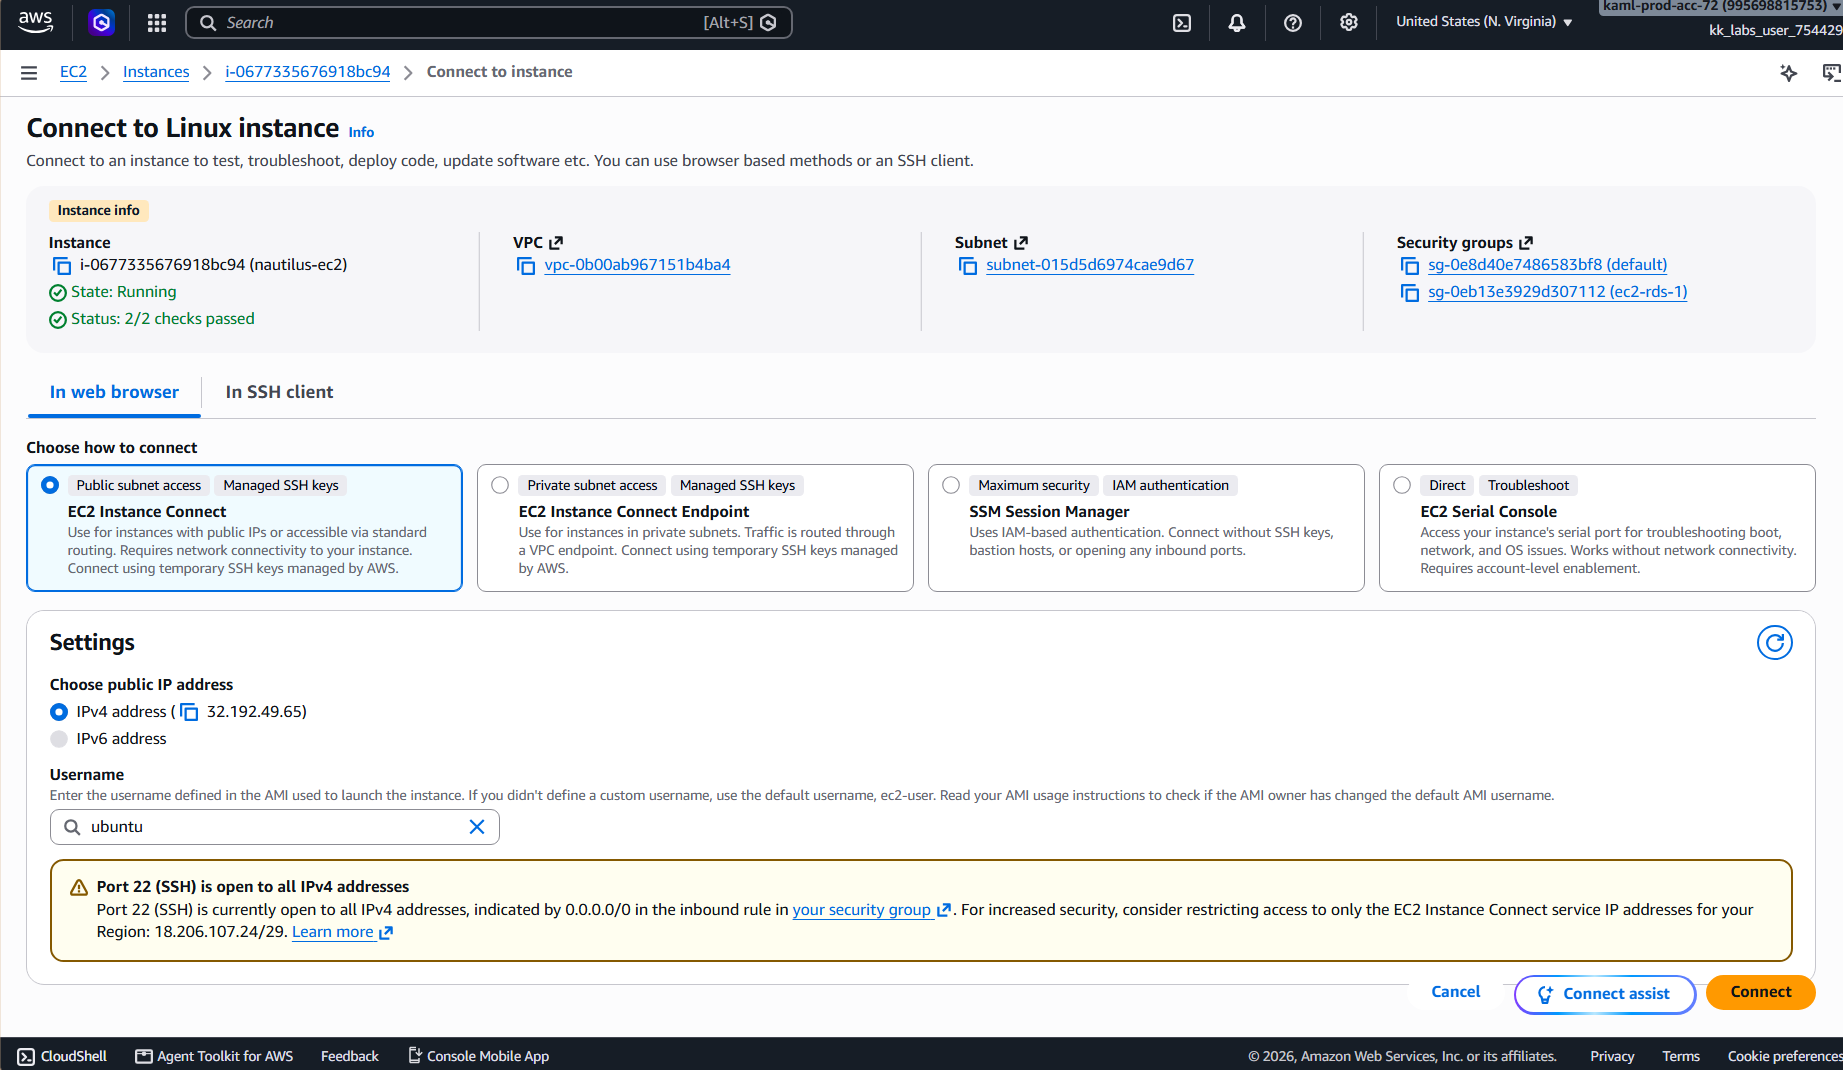 aws
Search
[Alt+S]
United States (N. Virginia)
kaml-prod-acc-72 (995698815753)
kk_labs_user_754429
EC2
Instances
i-0677335676918bc94
Connect to instance
Connect to Linux instance Info
Connect to an instance to test, troubleshoot, deploy code, update software etc. You can use browser based methods or an SSH client.
Instance info
Instance
i-0677335676918bc94 (nautilus-ec2)
State: Running
Status: 2/2 checks passed
VPC
vpc-0b00ab967151b4ba4
Subnet
subnet-015d5d6974cae9d67
Security groups
sg-0e8d40e7486583bf8 (default)
sg-0eb13e3929d307112 (ec2-rds-1)
In web browser
In SSH client
Choose how to connect
Public subnet access Managed SSH keys
EC2 Instance Connect
Use for instances with public IPs or accessible via standard
routing. Requires network connectivity to your instance.
Connect using temporary SSH keys managed by AWS.
Private subnet access Managed SSH keys
EC2 Instance Connect Endpoint
Use for instances in private subnets. Traffic is routed through
a VPC endpoint. Connect using temporary SSH keys managed
by AWS.
Maximum security IAM authentication
SSM Session Manager
Uses IAM-based authentication. Connect without SSH keys,
bastion hosts, or opening any inbound ports.
Direct Troubleshoot
EC2 Serial Console
Access your instance's serial port for troubleshooting boot,
network, and OS issues. Works without network connectivity.
Requires account-level enablement.
Settings
Choose public IP address
IPv4 address ( 32.192.49.65)
IPv6 address
Username
Enter the username defined in the AMI used to launch the instance. If you didn't define a custom username, use the default username, ec2-user. Read your AMI usage instructions to check if the AMI owner has changed the default AMI username.
ubuntu
Port 22 (SSH) is open to all IPv4 addresses
Port 22 (SSH) is currently open to all IPv4 addresses, indicated by 0.0.0.0/0 in the inbound rule in your security group . For increased security, consider restricting access to only the EC2 Instance Connect service IP addresses for your
Region: 18.206.107.24/29. Learn more
Cancel
Connect assist
Connect
CloudShell
Agent Toolkit for AWS
Feedback
Console Mobile App
© 2026, Amazon Web Services, Inc. or its affiliates.
Privacy
Terms
Cookie preferences